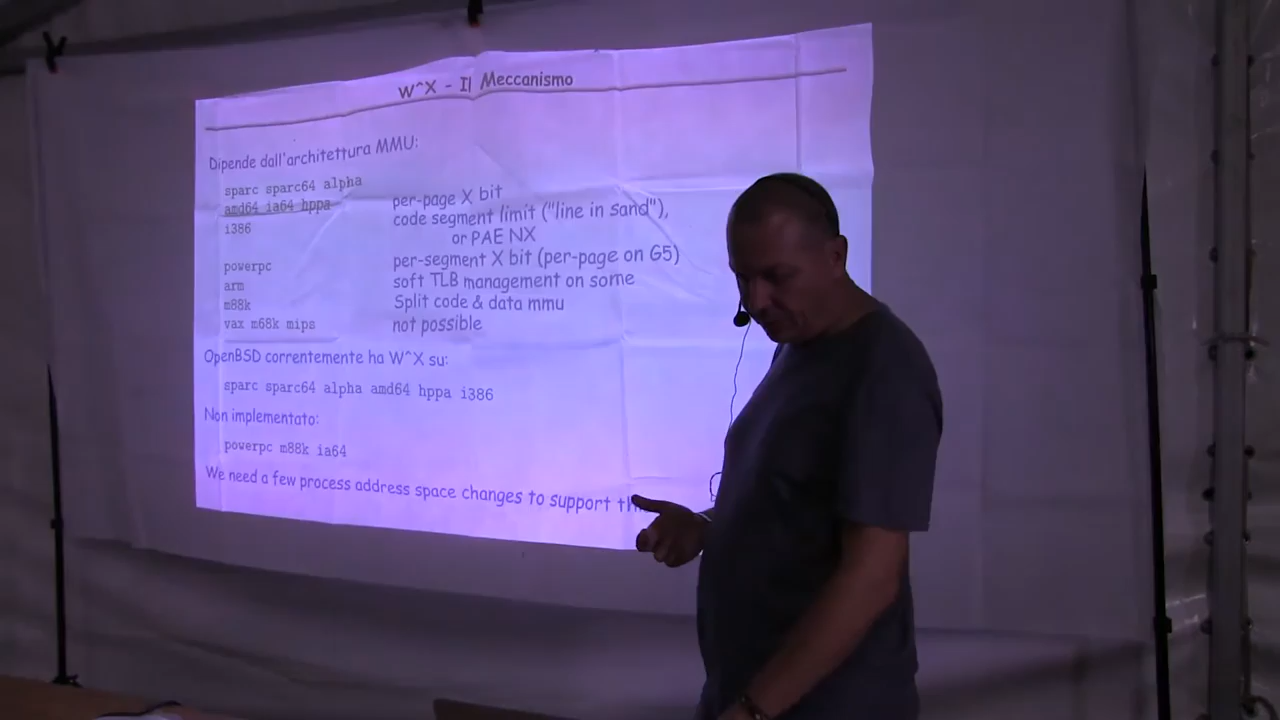 W^X - Il Meccanismo
Dipende dall'architettura MMU:
sparc sparc64 alpha
amd64 ia64 hppa per-page X bit
i386 code segment limit ("line in sand"),
or PAE NX
powerpc per-segment X bit (per-page on G5)
arm soft TLB management on some
m88k Split code & data mmu
vax m68k mips not possible
OpenBSD correntemente ha W^X su:
sparc sparc64 alpha amd64 hppa i386
Non implementato:
powerpc m88k ia64
We need a few process address space changes to support